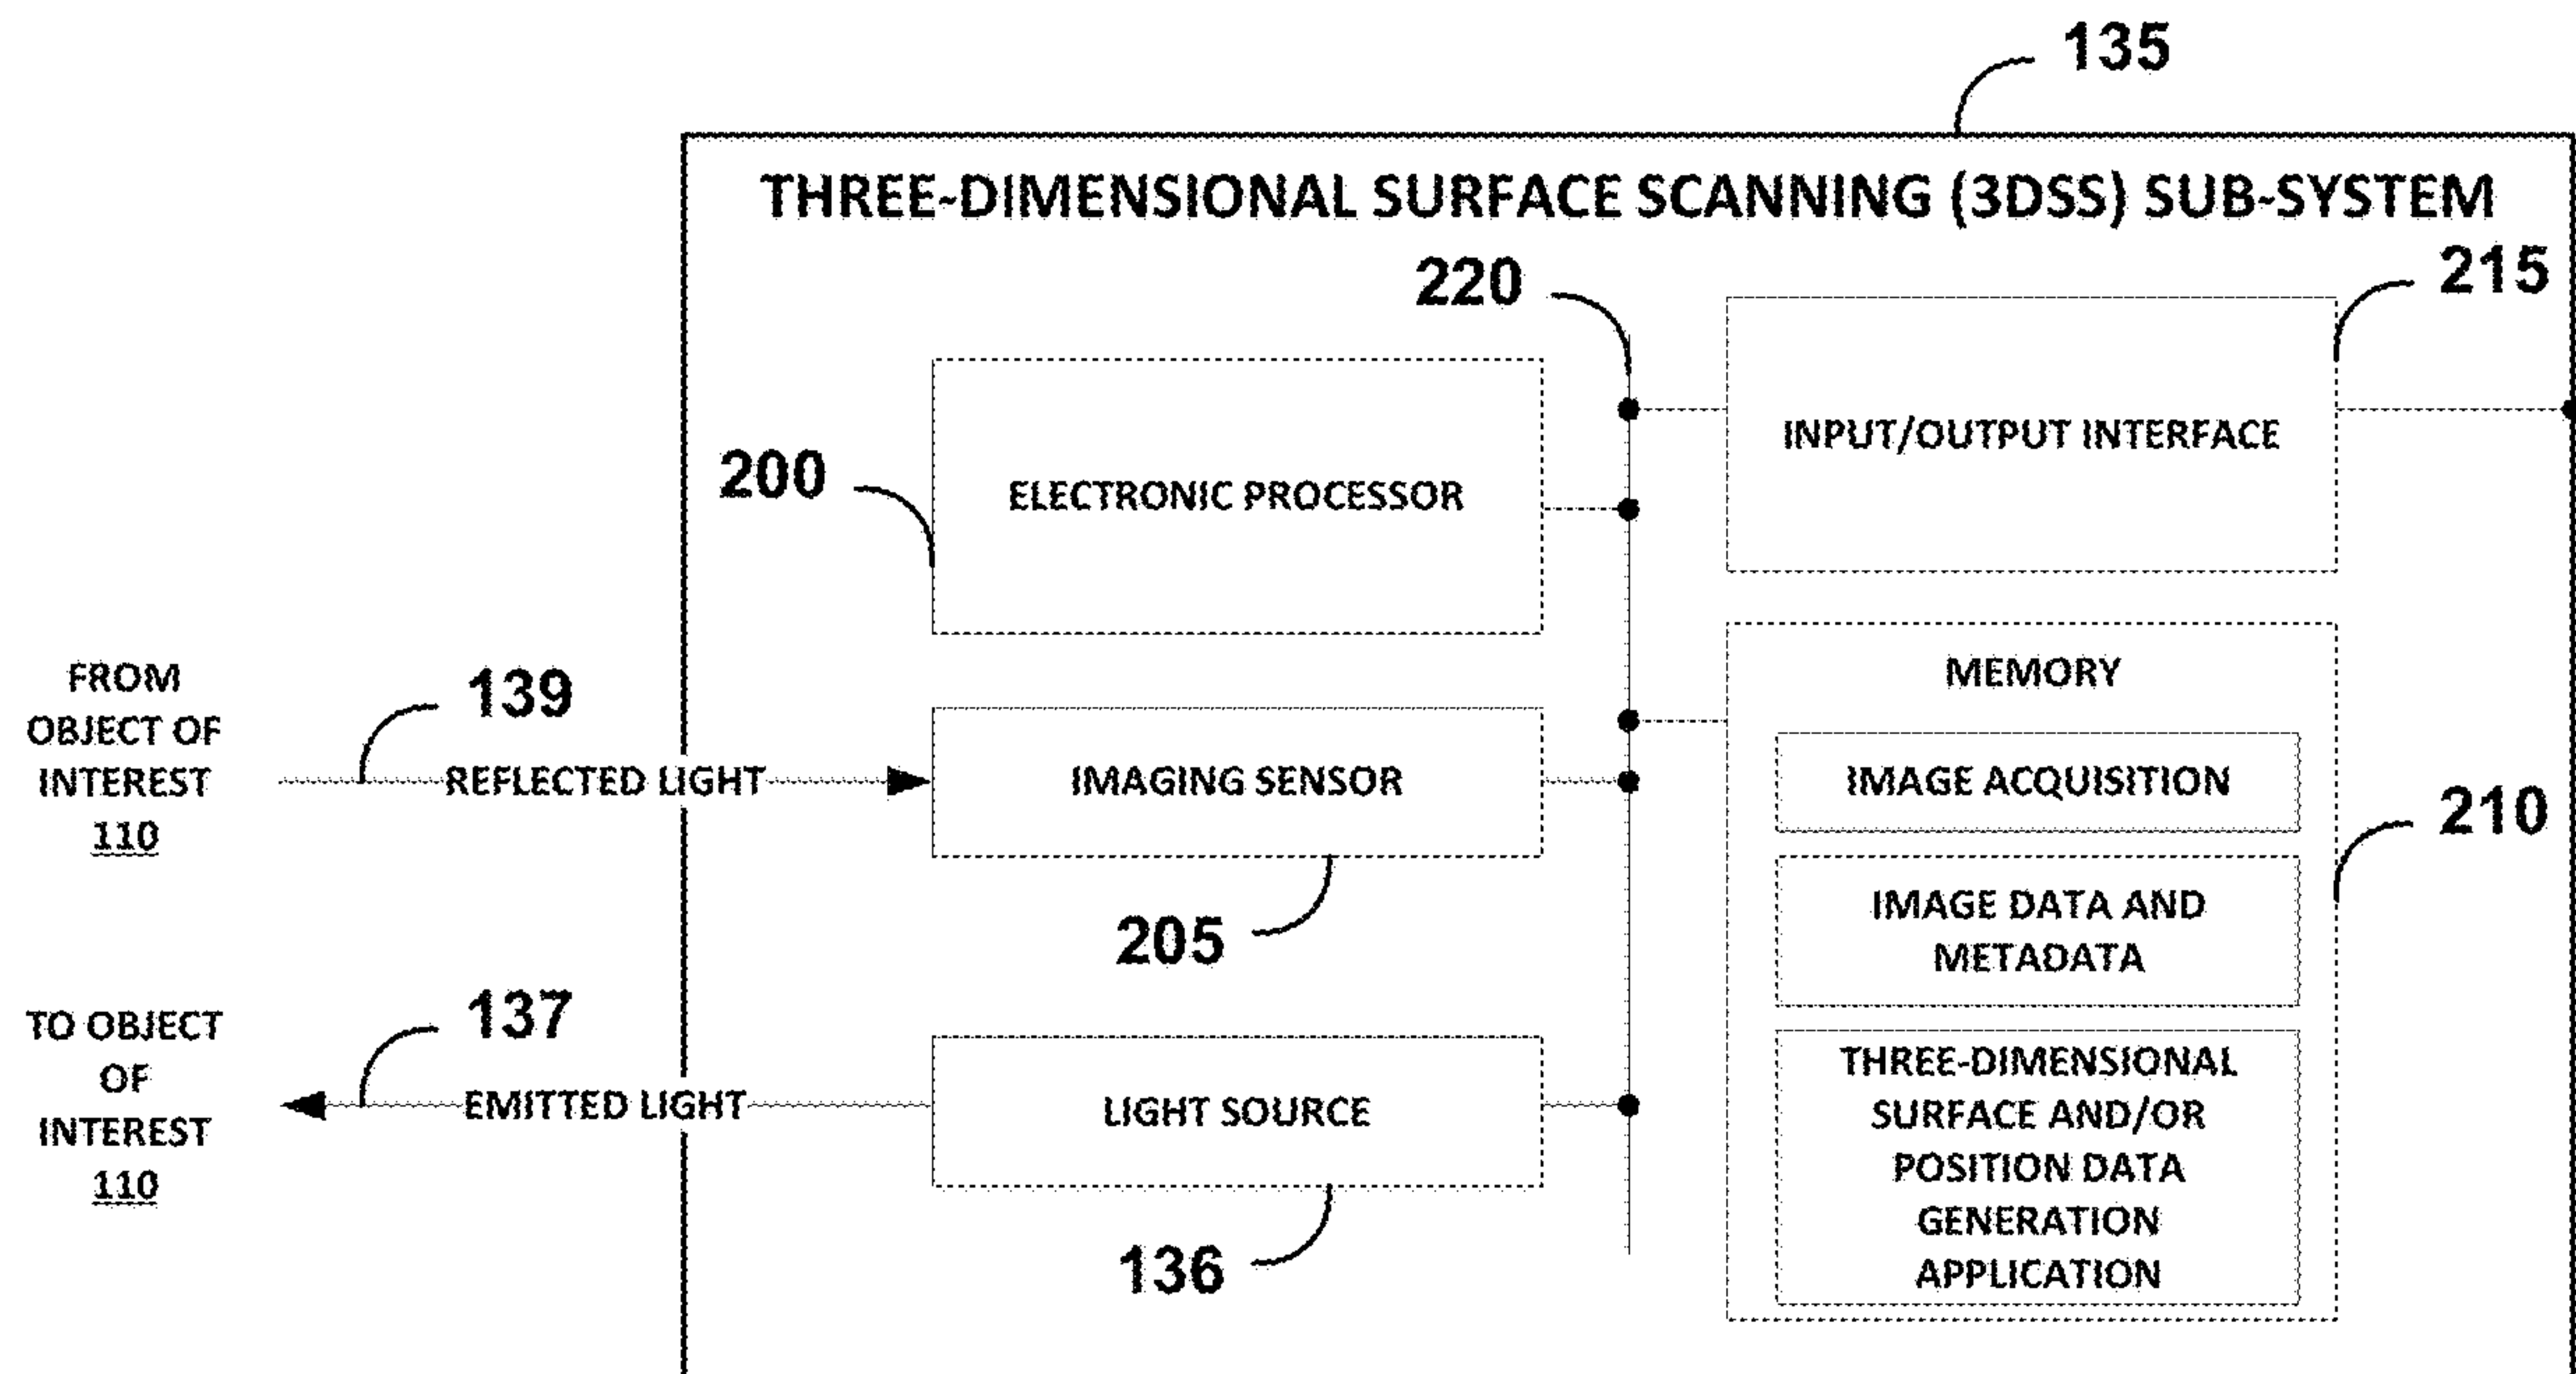 135
THREE-DIMENSIONAL SURFACE SCANNING (3DSS) SUB-SYSTEM
220
215
INPUT/OUTPUT INTERFACE
200
ELECTRONIC PROCESSOR
FROM
OBJECT OF
INTEREST
110
139
REFLECTED LIGHT
IMAGING SENSOR
205
MEMORY
IMAGE ACQUISITION
210
IMAGE DATA AND
METADATA
TO OBJECT
OF
INTEREST
110
137
EMITTED LIGHT
LIGHT SOURCE
136
THREE-DIMENSIONAL
SURFACE AND/OR
POSITION DATA
GENERATION
APPLICATION